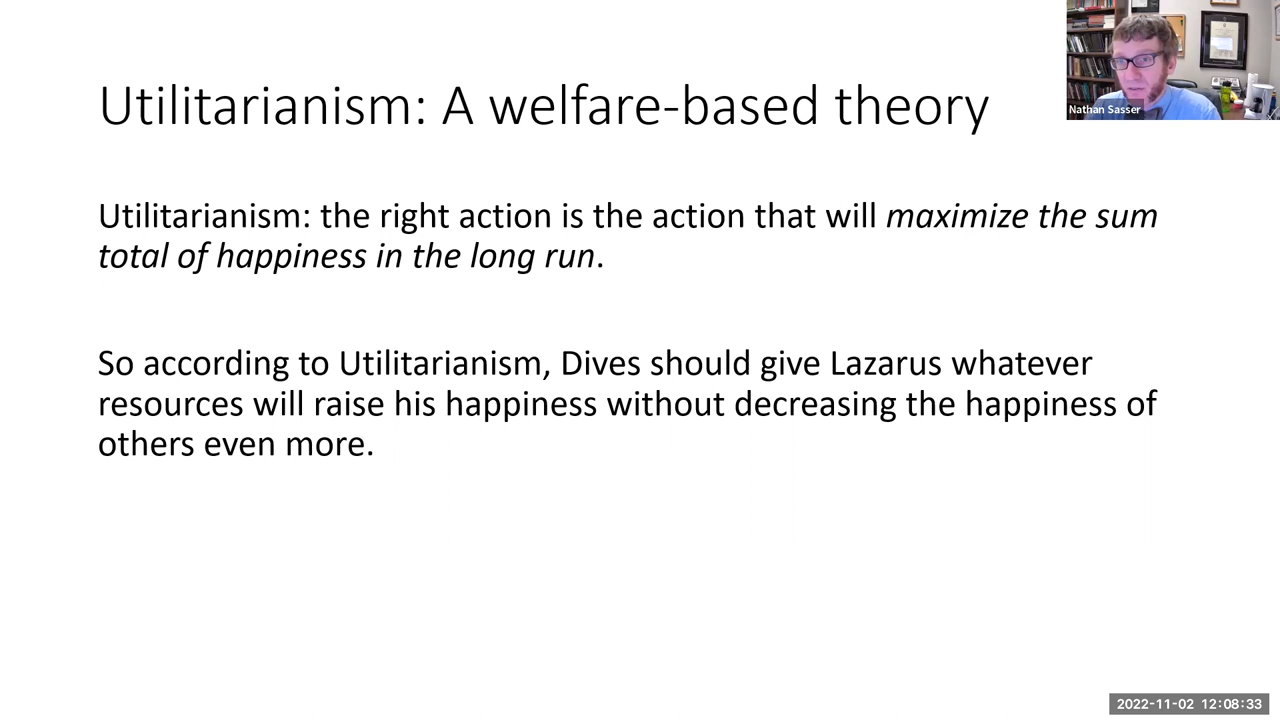 Utilitarianism: A welfare-based theory
Nathan Sasser
Utilitarianism: the right action is the action that will maximize the sum
total of happiness in the long run.
So according to Utilitarianism, Dives should give Lazarus whatever
resources will raise his happiness without decreasing the happiness of
others even more.
2022-11-02 12:08:33